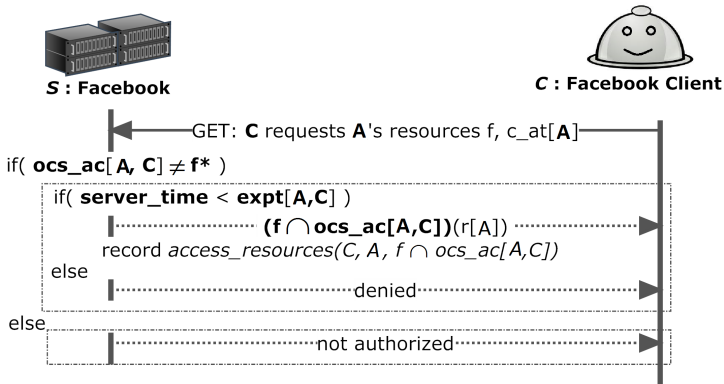 S : Facebook
C : Facebook Client
GET: C requests A's resources f, c_at[A]
if( ocs_ac[A, C] ≠ f* )
if( server_time < expt[A,C] )
(f ∩ ocs_ac[A,C])(r[A])
record access_resources(C, A, f ∩ ocs_ac[A,C])
else
denied
else
not authorized